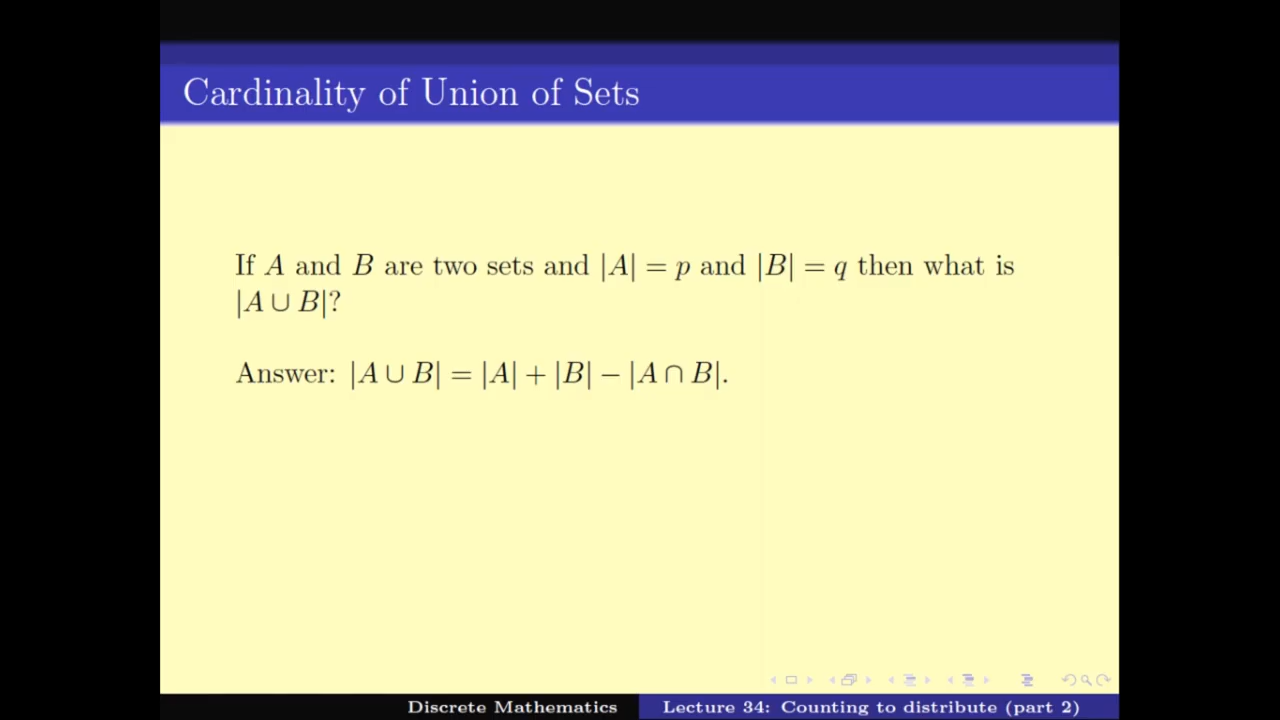 Cardinality of Union of Sets
If A and B are two sets and |A| = p and |B| = q then what is
|A ∪ B|?
Answer: |A ∪ B| = |A| + |B| − |A ∩ B|.
Discrete Mathematics
Lecture 34: Counting to distribute (part 2)